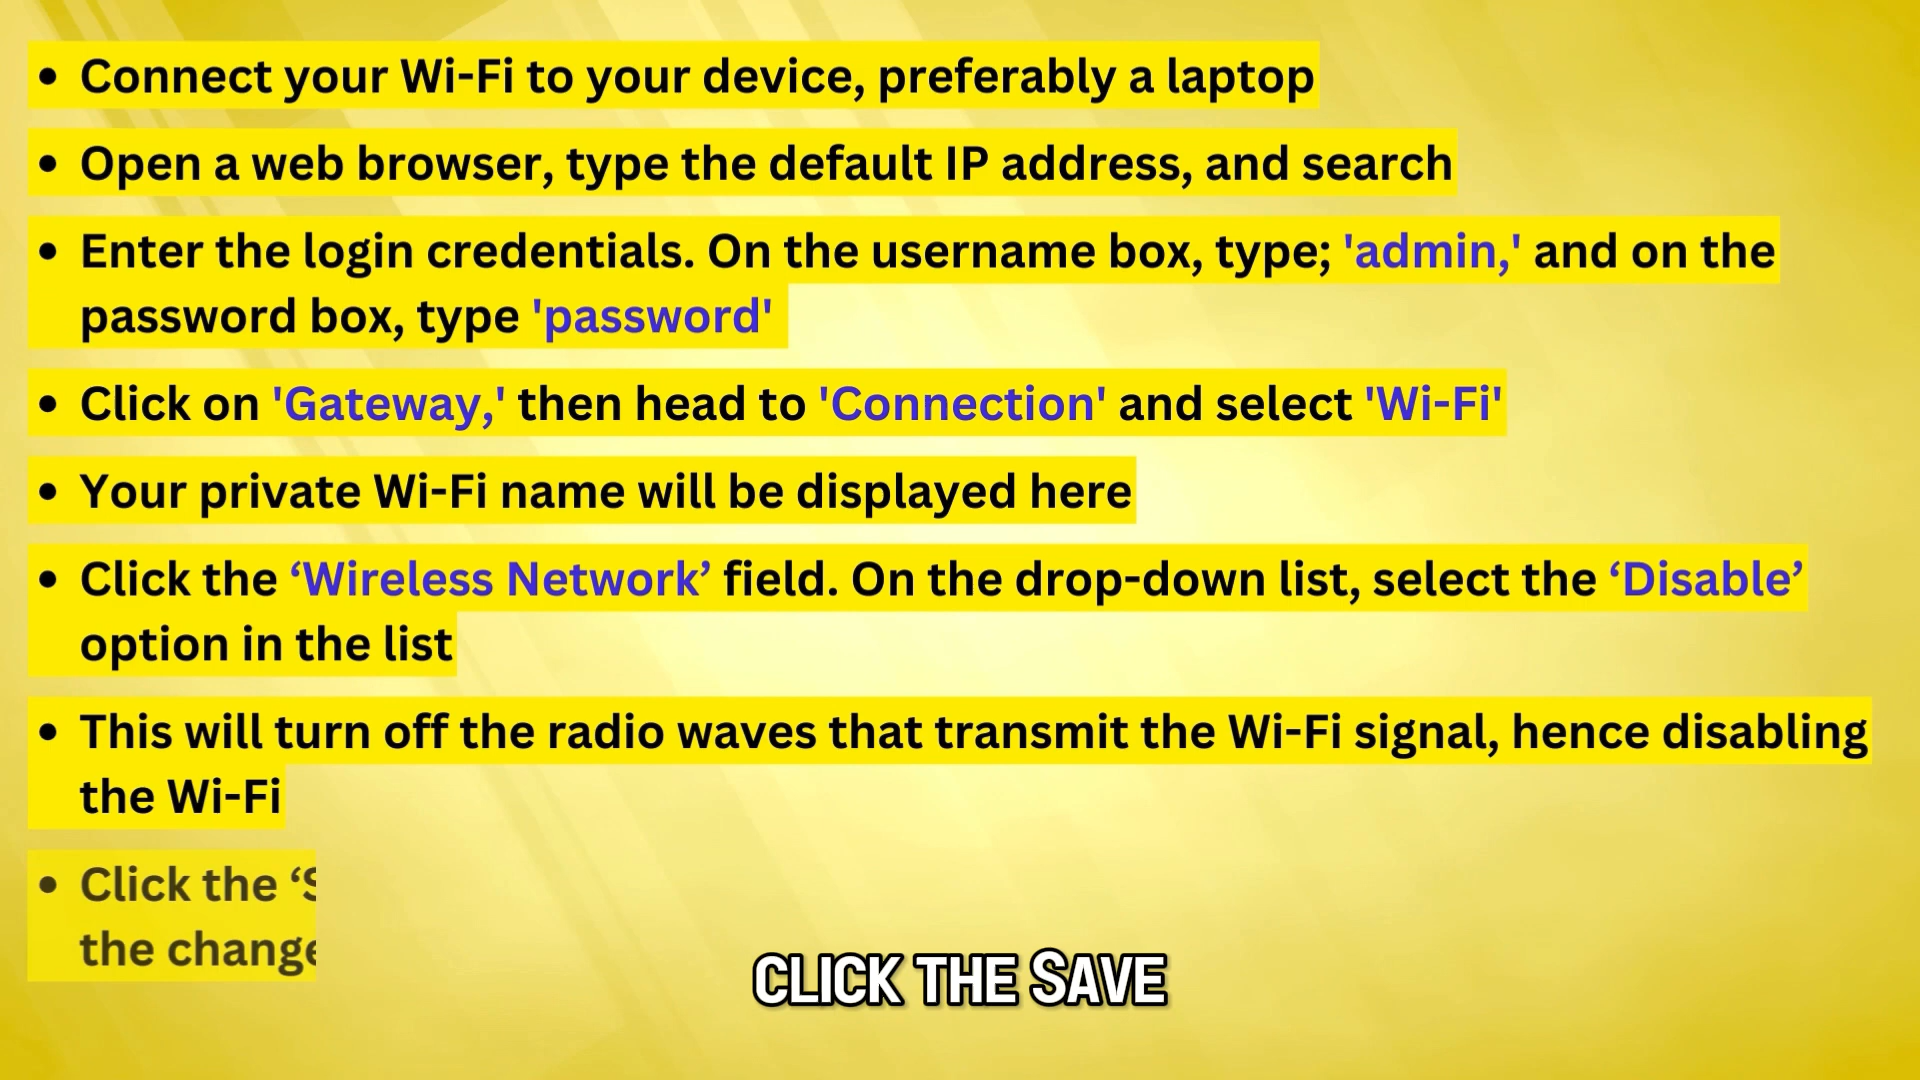 • Connect your Wi-Fi to your device, preferably a laptop
• Open a web browser, type the default IP address, and search
• Enter the login credentials. On the username box, type; 'admin,' and on the
password box, type 'password'
• Click on 'Gateway,' then head to 'Connection' and select 'Wi-Fi'
• Your private Wi-Fi name will be displayed here
• Click the ‘Wireless Network’ field. On the drop-down list, select the ‘Disable’
option in the list
• This will turn off the radio waves that transmit the Wi-Fi signal, hence disabling
the Wi-Fi
• Click the
the
CLICK THE SAVE